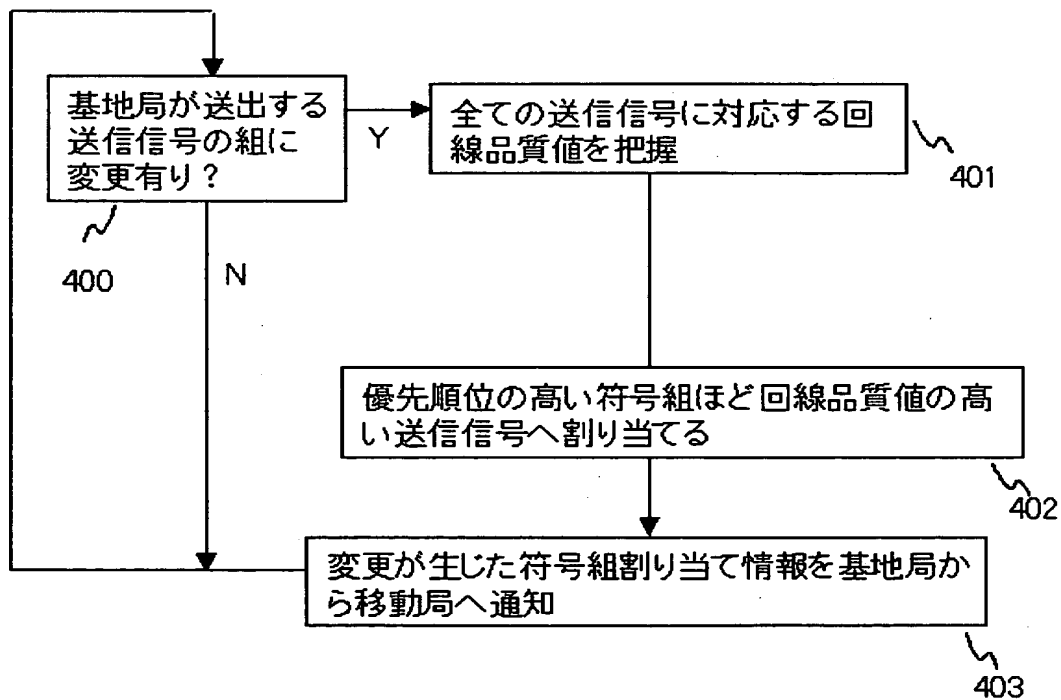 基地局が送出する
送信信号の組に
変更有り？
Y
400
N
全ての送信信号に対応する回
線品質値を把握
401
優先順位の高い符号組ほど回線品質値の高
い送信信号へ割り当てる
402
変更が生じた符号組割り当て情報を基地局か
ら移動局へ通知
403